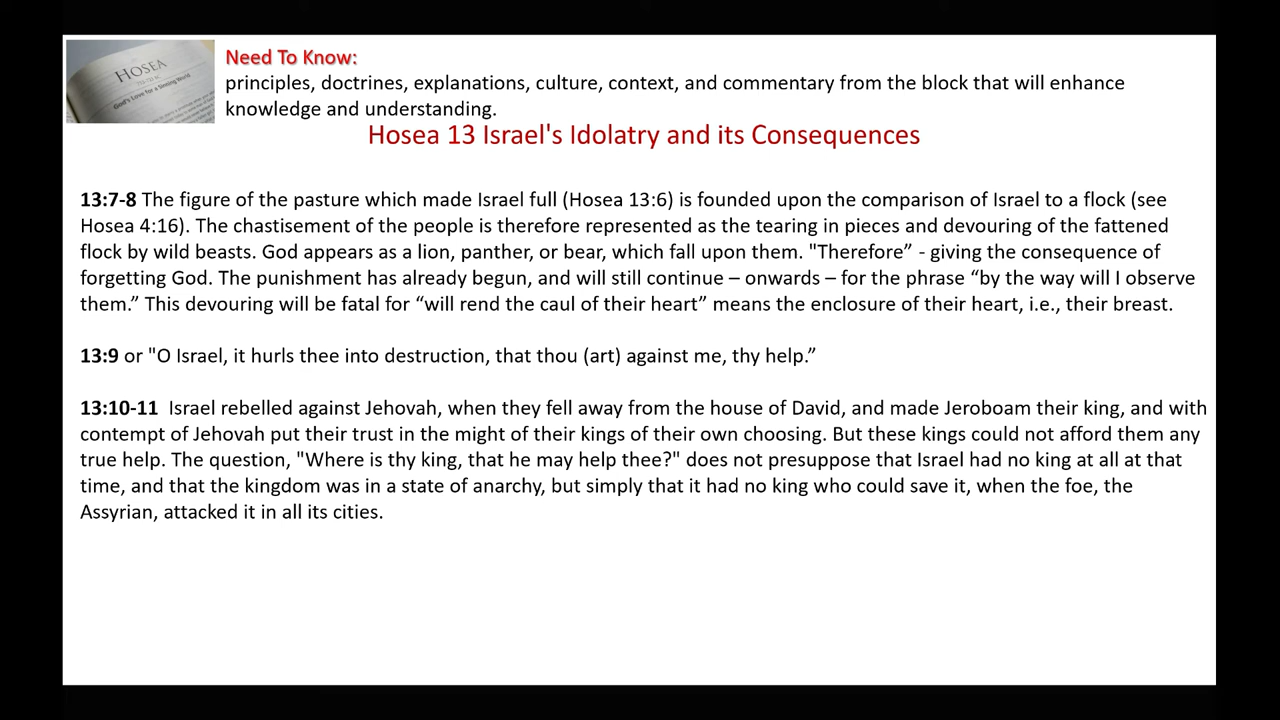 HOSEA
God's Love for a Sinning World
Need To Know:
principles, doctrines, explanations, culture, context, and commentary from the block that will enhance
knowledge and understanding.
Hosea 13 Israel's Idolatry and its Consequences
13:7-8 The figure of the pasture which made Israel full (Hosea 13:6) is founded upon the comparison of Israel to a flock (see
Hosea 4:16). The chastisement of the people is therefore represented as the tearing in pieces and devouring of the fattened
flock by wild beasts. God appears as a lion, panther, or bear, which fall upon them. "Therefore” - giving the consequence of
forgetting God. The punishment has already begun, and will still continue – onwards – for the phrase “by the way will I observe
them.” This devouring will be fatal for “will rend the caul of their heart” means the enclosure of their heart, i.e., their breast.
13:9 or "O Israel, it hurls thee into destruction, that thou (art) against me, thy help.”
13:10-11 Israel rebelled against Jehovah, when they fell away from the house of David, and made Jeroboam their king, and with
contempt of Jehovah put their trust in the might of their kings of their own choosing. But these kings could not afford them any
true help. The question, "Where is thy king, that he may help thee?" does not presuppose that Israel had no king at all at that
time, and that the kingdom was in a state of anarchy, but simply that it had no king who could save it, when the foe, the
Assyrian, attacked it in all its cities.